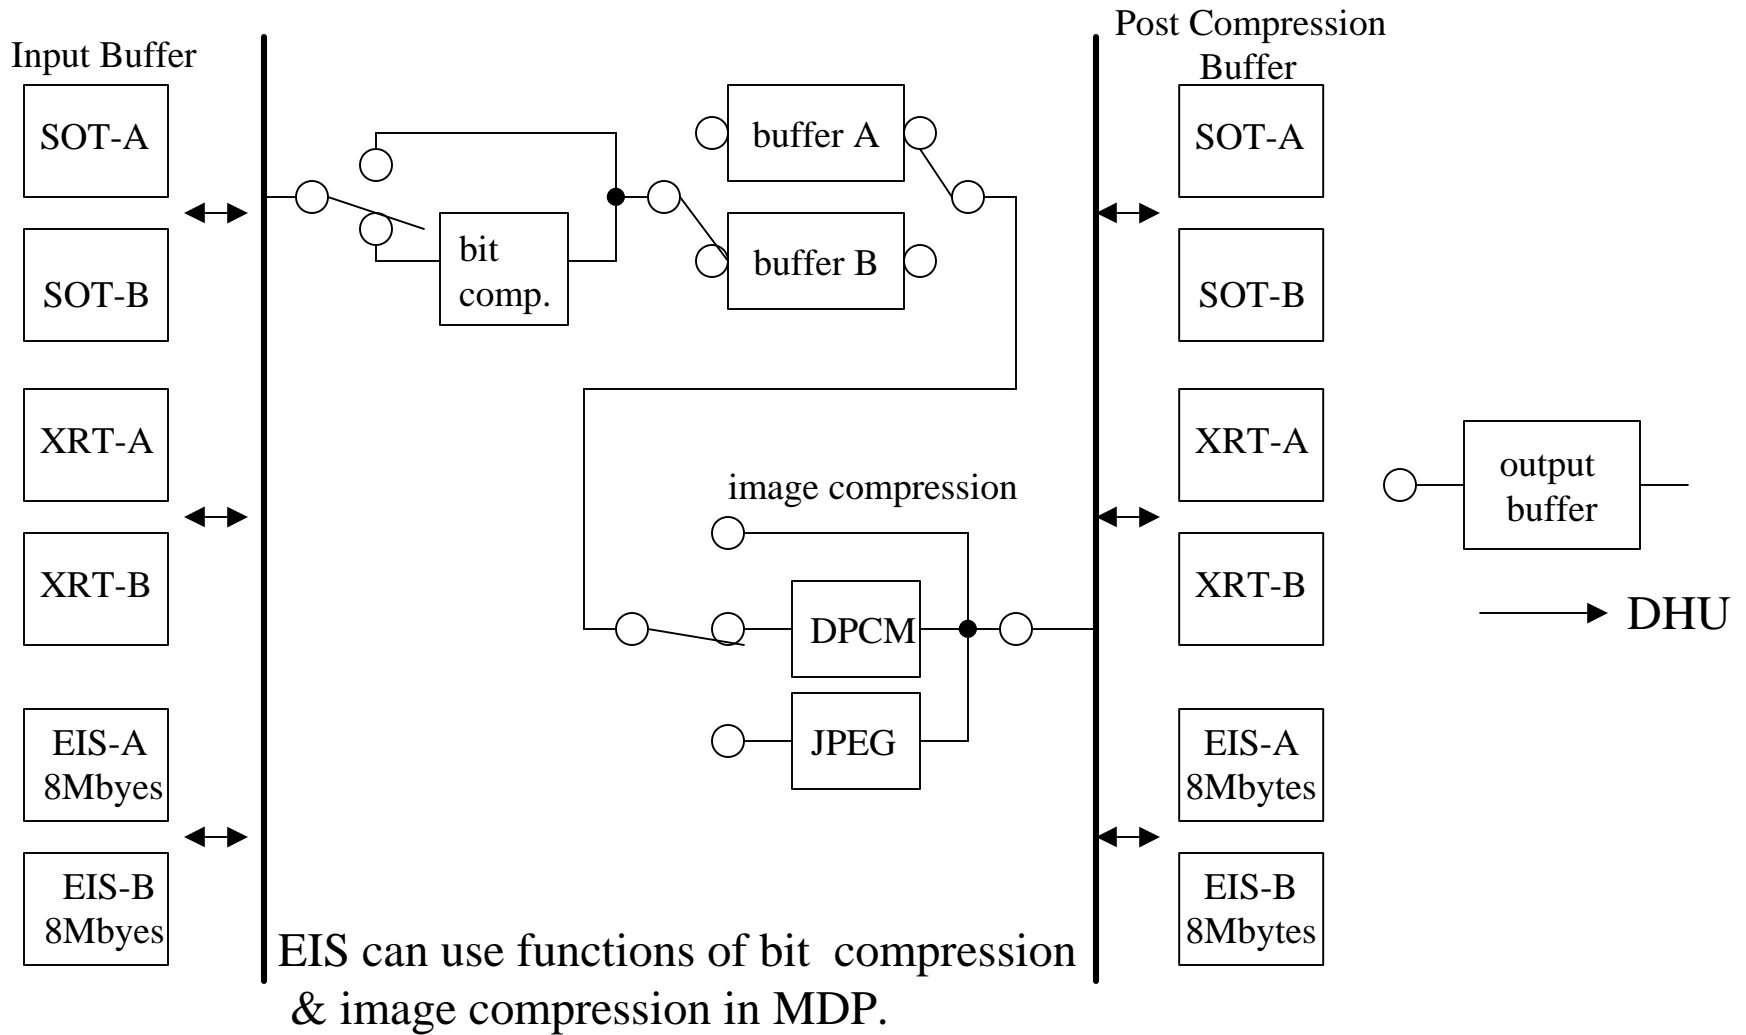 Input Buffer
SOT-A
SOT-B
XRT-A
XRT-B
EIS-A
8Mbyes
EIS-B
8Mbyes
bit
comp.
buffer A
buffer B
image compression
DPCM
JPEG
EIS can use functions of bit compression
& image compression in MDP.
Post Compression
Buffer
SOT-A
SOT-B
XRT-A
XRT-B
EIS-A
8Mbytes
EIS-B
8Mbytes
output
buffer
DHU